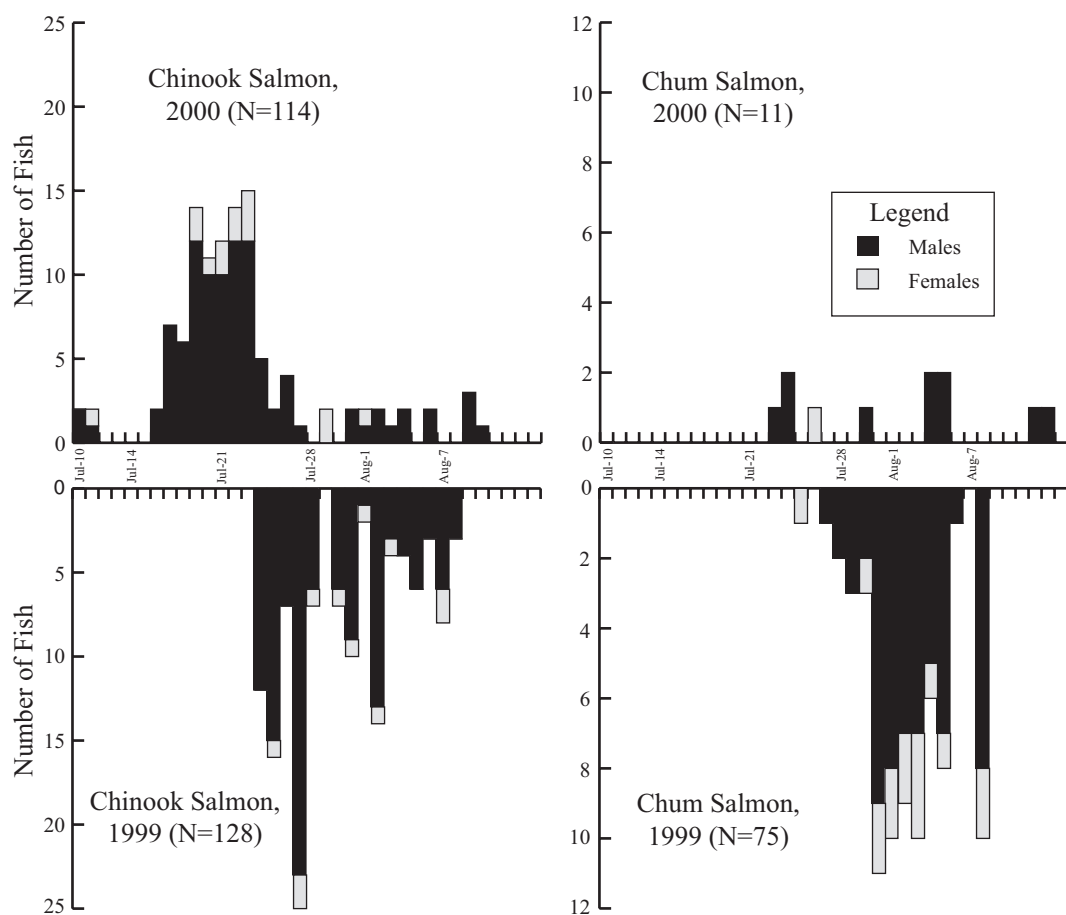 25
20
15
10
5
0
Number of Fish
Chinook Salmon,
2000 (N=114)
12
10
8
6
4
2
0
Chum Salmon,
2000 (N=11)
Legend
Males
Females
Jul-10
Jul-14
Jul-21
Jul-28
Aug-1
Aug-7
Jul-10
Jul-14
Jul-21
Jul-28
Aug-1
Aug-7
0
5
10
15
20
25
Number of Fish
Chinook Salmon,
1999 (N=128)
0
2
4
6
8
10
12
Chum Salmon,
1999 (N=75)